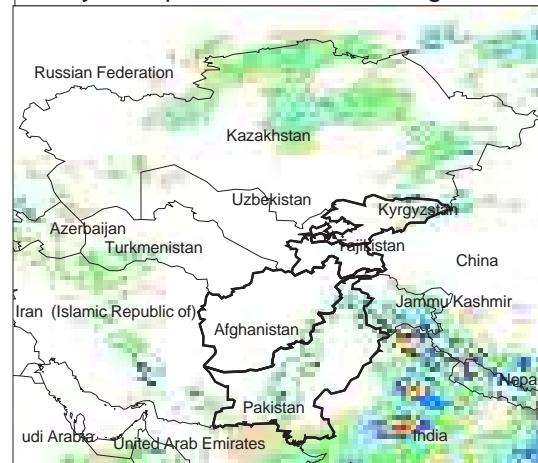 Russian Federation
Kazakhstan
Uzbekistan
Kyrgyzstan
Azerbaijan
Turkmenistan
Tajikistan
China
Iran (Islamic Republic of)
Jammu/Kashmir
Afghanistan
Nepa
Pakistan
udi Arabia
United Arab Emirates
India